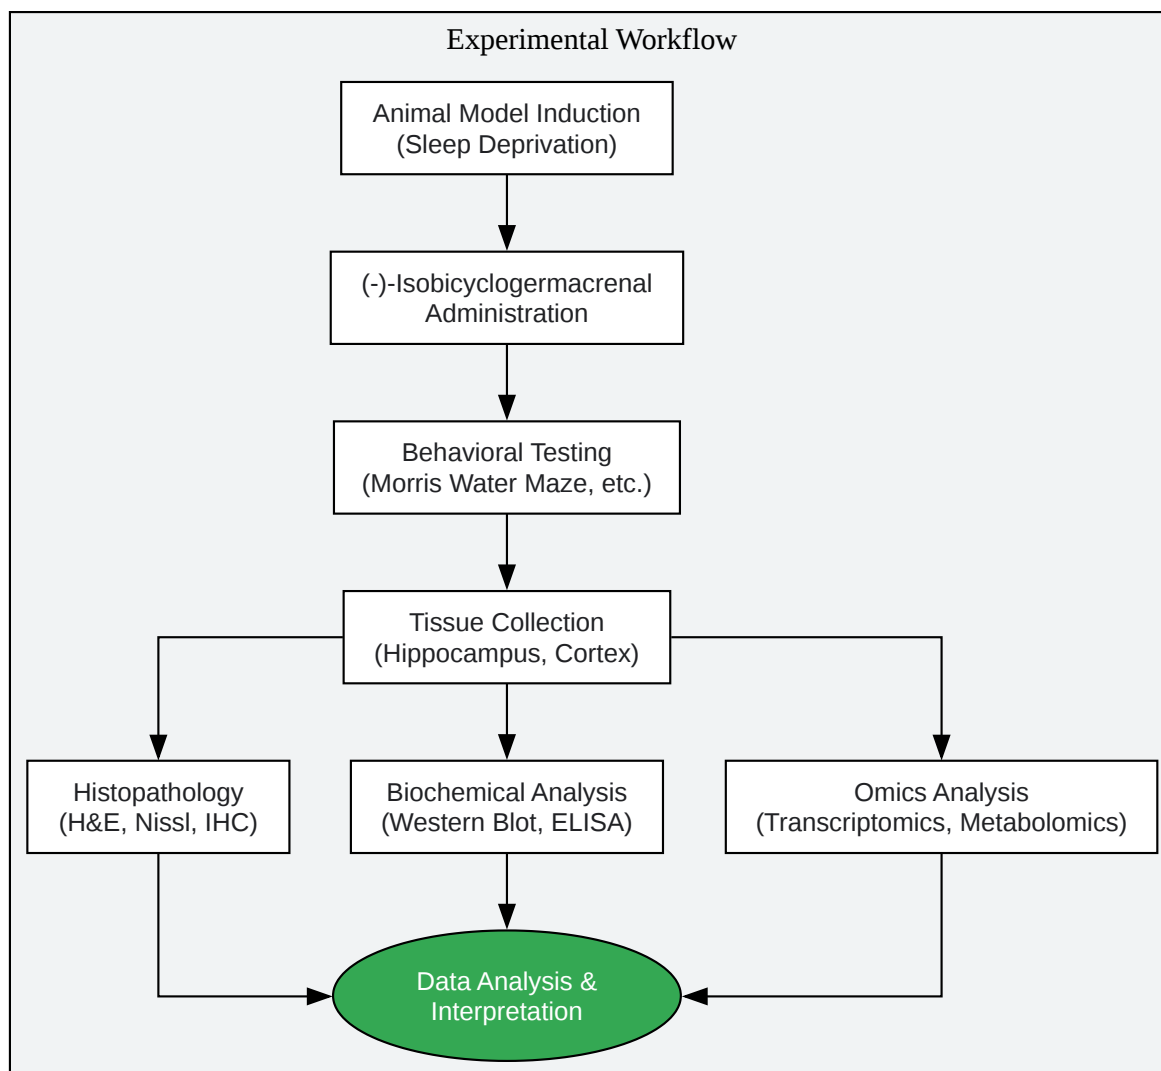 Experimental Workflow
Animal Model Induction
(Sleep Deprivation)
(-)-Isobicyclogermacrenal
Administration
Behavioral Testing
(Morris Water Maze, etc.)
Tissue Collection
(Hippocampus, Cortex)
Histopathology
(H&E, Nissl, IHC)
Biochemical Analysis
(Western Blot, ELISA)
Omics Analysis
(Transcriptomics, Metabolomics)
Data Analysis &
Interpretation